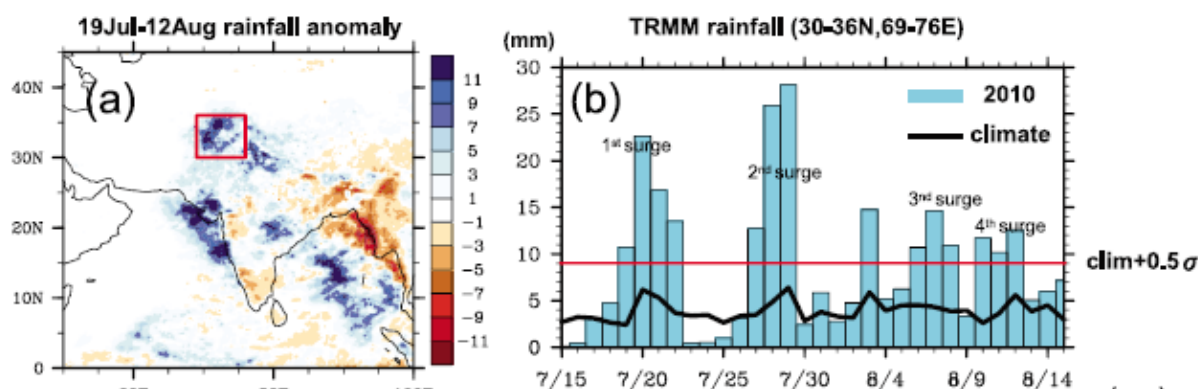 19Jul-12Aug rainfall anomaly
(a)
40N
30N
20N
10N
0
11
9
7
5
3
1
−1
−3
−5
−7
−9
−11
(mm)
TRMM rainfall (30-36N,69-76E)
(b)
30
25
20
15
10
5
0
2010
climate
1st surge
2nd surge
3rd surge
4th surge
clim+0.5σ
7/15 7/20 7/25 7/30 8/4 8/9 8/14